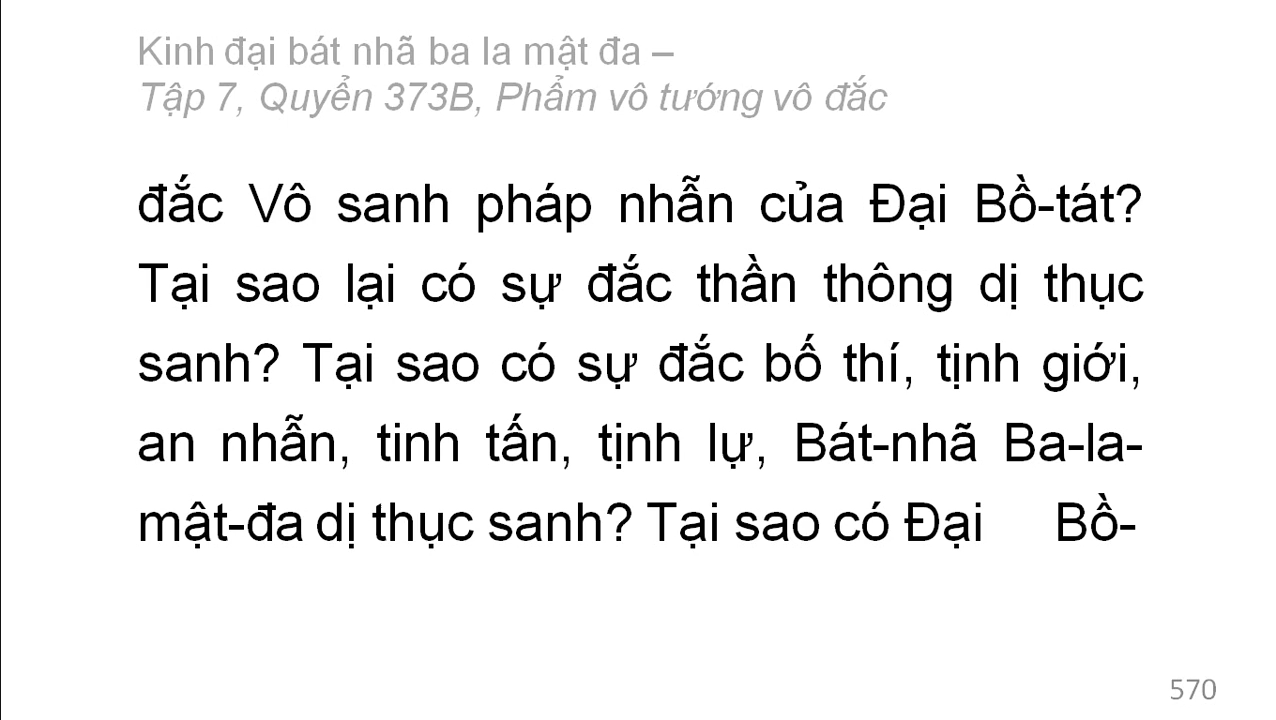 Kinh đại bát nhã ba la mật đa –
Tập 7, Quyển 373B, Phẩm vô tướng vô đắc
đắc Vô sanh pháp nhẫn của Đại Bồ-tát?
Tại sao lại có sự đắc thần thông dị thục
sanh? Tại sao có sự đắc bố thí, tịnh giới,
an nhẫn, tinh tấn, tịnh lự, Bát-nhã Ba-la-
mật-đa dị thục sanh? Tại sao có Đại Bồ-
570